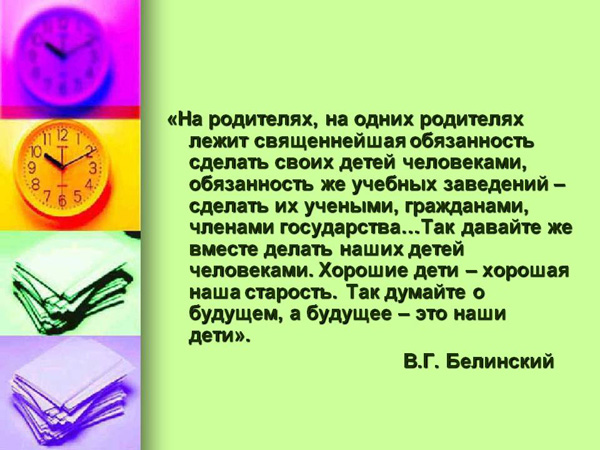 «На родителях, на одних родителях
лежит священнейшая обязанность
сделать своих детей человеками,
обязанность же учебных заведений –
сделать их учеными, гражданами,
членами государства…Так давайте же
вместе делать наших детей
человеками. Хорошие дети – хорошая
наша старость. Так думайте о
будущем, а будущее – это наши
дети».
В.Г. Белинский